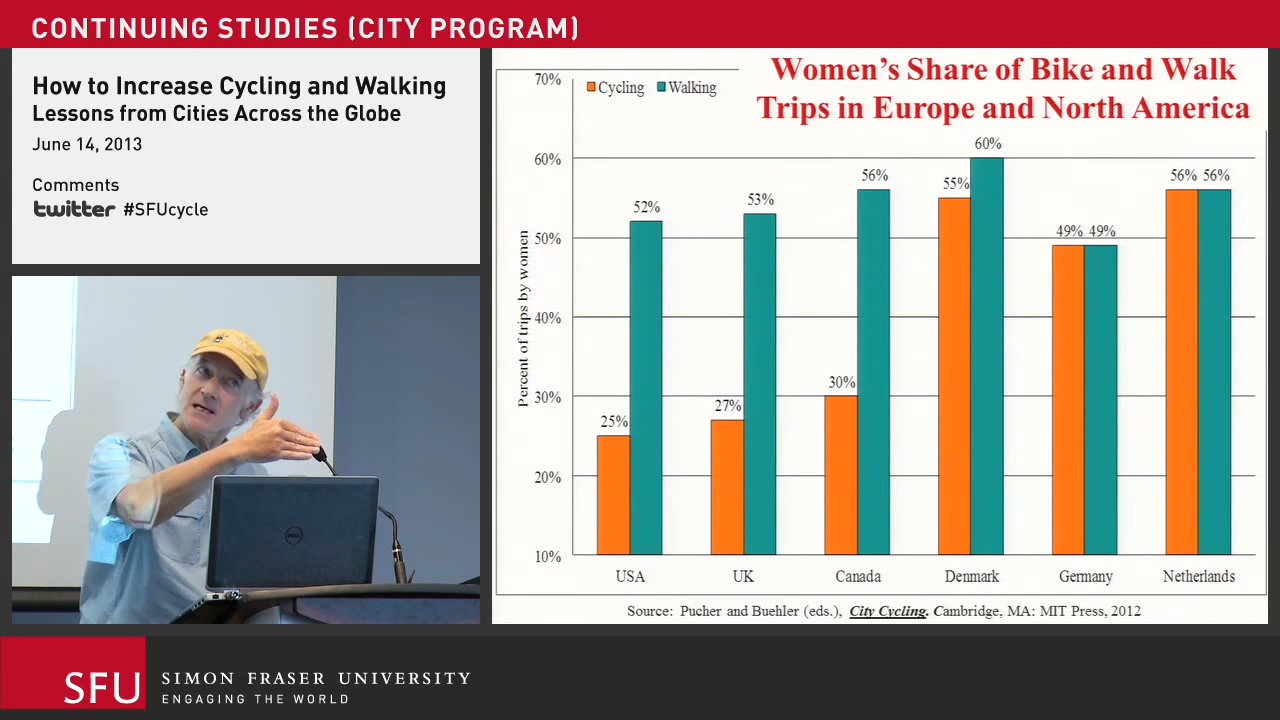 CONTINUING STUDIES (CITY PROGRAM)
How to Increase Cycling and Walking
Lessons from Cities Across the Globe
June 14, 2013
Comments
twitter #SFUcycle
Women's Share of Bike and Walk
Trips in Europe and North America
Cycling Walking
Percent of trips by women
70%
60%
50%
40%
30%
20%
10%
25% 52%
27% 53%
30% 56%
55% 60%
49% 49%
56% 56%
USA UK Canada Denmark Germany Netherlands
Source: Pucher and Buehler (eds.), City Cycling. Cambridge, MA: MIT Press, 2012
DELL
SFU SIMON FRASER UNIVERSITY
ENGAGING THE WORLD